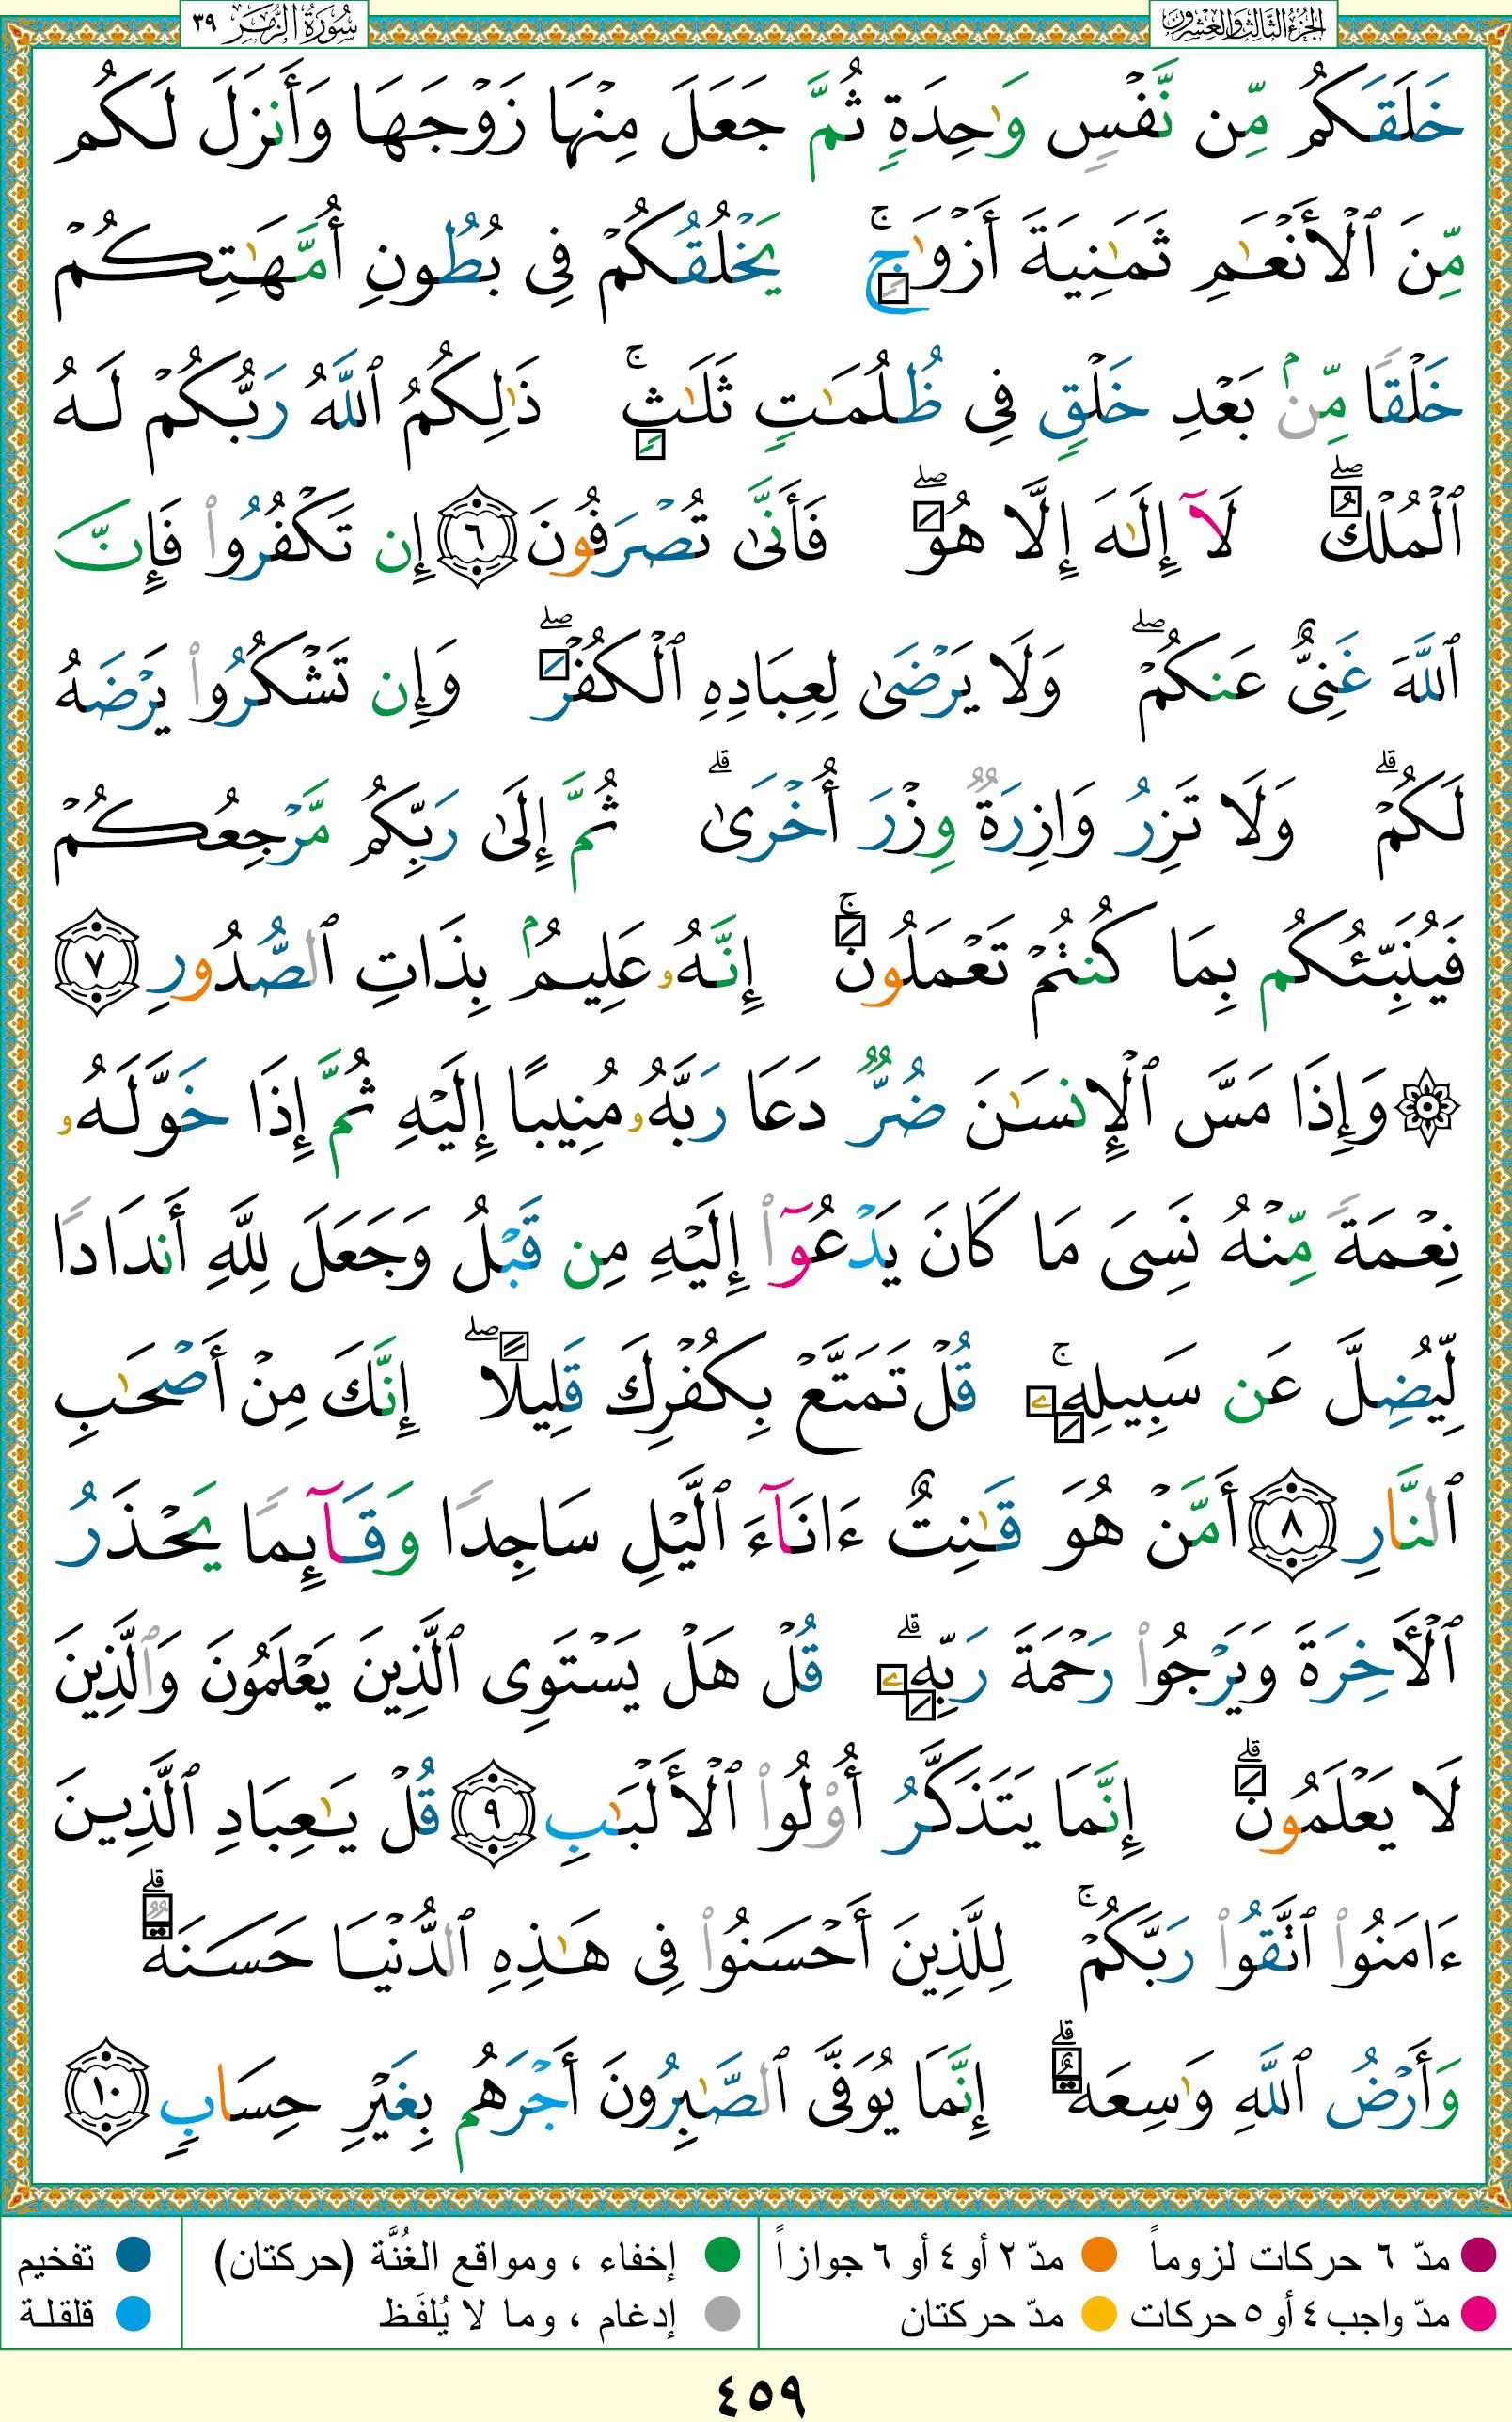 الجزء الثالث والعشرون
سورة الزمر ٣٩
خَلَقَكُم مِّن نَّفْسٍ وَٰحِدَةٍ ثُمَّ جَعَلَ مِنْهَا زَوْجَهَا وَأَنزَلَ لَكُم
مِّنَ ٱلْأَنْعَٰمِ ثَمَٰنِيَةَ أَزْوَٰجٍ ۚ يَخْلُقُكُمْ فِى بُطُونِ أُمَّهَٰتِكُمْ
خَلْقًا مِّنۢ بَعْدِ خَلْقٍ فِى ظُلُمَٰتٍ ثَلَٰثٍ ۚ ذَٰلِكُمُ ٱللَّهُ رَبُّكُمْ لَهُ
ٱلْمُلْكُ ۖ لَآ إِلَٰهَ إِلَّا هُوَ ۖ فَأَنَّىٰ تُصْرَفُونَ ٦ إِن تَكْفُرُوا۟ فَإِنَّ
ٱللَّهَ غَنِىٌّ عَنكُمْ ۖ وَلَا يَرْضَىٰ لِعِبَادِهِ ٱلْكُفْرَ ۖ وَإِن تَشْكُرُوا۟ يَرْضَهُ
لَكُمْ ۗ وَلَا تَزِرُ وَازِرَةٌ وِزْرَ أُخْرَىٰ ۗ ثُمَّ إِلَىٰ رَبِّكُم مَّرْجِعُكُمْ
فَيُنَبِّئُكُم بِمَا كُنتُمْ تَعْمَلُونَ ۚ إِنَّهُۥ عَلِيمٌۢ بِذَاتِ ٱلصُّدُورِ ٧
۞ وَإِذَا مَسَّ ٱلْإِنسَٰنَ ضُرٌّ دَعَا رَبَّهُۥ مُنِيبًا إِلَيْهِ ثُمَّ إِذَا خَوَّلَهُۥ
نِعْمَةً مِّنْهُ نَسِىَ مَا كَانَ يَدْعُوٓا۟ إِلَيْهِ مِن قَبْلُ وَجَعَلَ لِلَّهِ أَندَادًا
لِّيُضِلَّ عَن سَبِيلِهِۦ ۚ قُلْ تَمَتَّعْ بِكُفْرِكَ قَلِيلًا ۖ إِنَّكَ مِنْ أَصْحَٰبِ
ٱلنَّارِ ٨ أَمَّنْ هُوَ قَٰنِتٌ ءَانَآءَ ٱلَّيْلِ سَاجِدًا وَقَآئِمًا يَحْذَرُ
ٱلْءَاخِرَةَ وَيَرْجُوا۟ رَحْمَةَ رَبِّهِۦ ۗ قُلْ هَلْ يَسْتَوِى ٱلَّذِينَ يَعْلَمُونَ وَٱلَّذِينَ
لَا يَعْلَمُونَ ۗ إِنَّمَا يَتَذَكَّرُ أُو۟لُوا۟ ٱلْأَلْبَٰبِ ٩ قُلْ يَٰعِبَادِ ٱلَّذِينَ
ءَامَنُوا۟ ٱتَّقُوا۟ رَبَّكُمْ ۚ لِلَّذِينَ أَحْسَنُوا۟ فِى هَٰذِهِ ٱلدُّنْيَا حَسَنَةٌ ۗ
وَأَرْضُ ٱللَّهِ وَٰسِعَةٌ ۗ إِنَّمَا يُوَفَّى ٱلصَّٰبِرُونَ أَجْرَهُم بِغَيْرِ حِسَابٍ ١٠
مدّ ٦ حركات لزوماً مدّ ٢ أو ٤ أو ٦ جوازاً إخفاء ، ومواقع الغُنَّة (حركتان) تفخيم
مدّ واجب ٤ أو ٥ حركات مدّ حركتان إدغام ، وما لا يُلفَظ قلقلة
٤٥٩